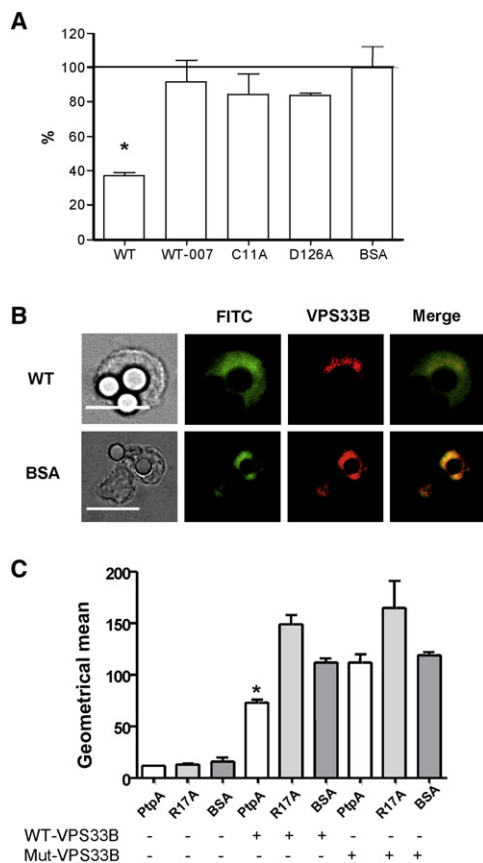 A
120
100
80
60
40
20
0
%
*
WT WT-007 C11A D126A BSA
B
FITC VPS33B Merge
WT
BSA
C
200
150
100
50
0
Geometrical mean
*
PtpA R17A BSA PtpA R17A BSA PtpA R17A BSA
WT-VPS33B - - - + + + - - -
Mut-VPS33B - - - - - - + + +